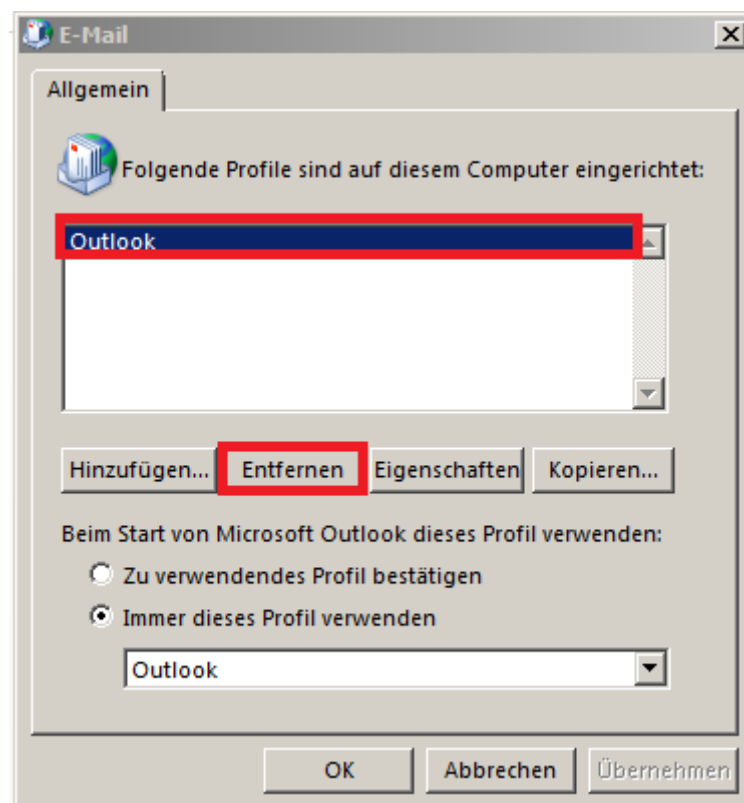 E-Mail
Allgemein
Folgende Profile sind auf diesem Computer eingerichtet:
Outlook
Hinzufügen... Entfernen Eigenschaften Kopieren...
Beim Start von Microsoft Outlook dieses Profil verwenden:
Zu verwendendes Profil bestätigen
Immer dieses Profil verwenden
Outlook
OK Abbrechen Übernehmen